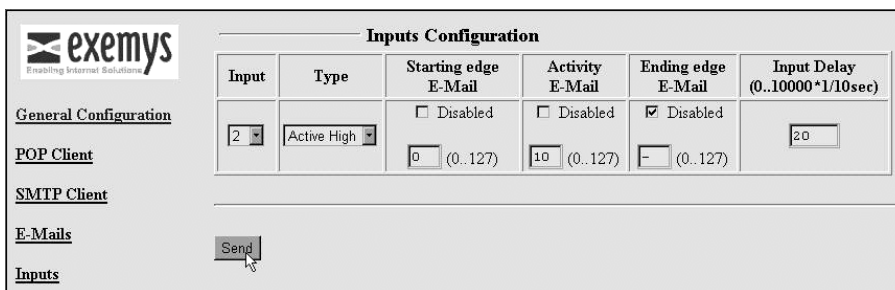 exemys
Enabling Internet Solutions
General Configuration
POP Client
SMTP Client
E-Mails
Inputs
Inputs Configuration
Input
Type
Starting edge
E-Mail
Activity
E-Mail
Ending edge
E-Mail
Input Delay
(0..10000*1/10sec)
2
Active High
Disabled
0 (0..127)
Disabled
10 (0..127)
Disabled
- (0..127)
20
Send